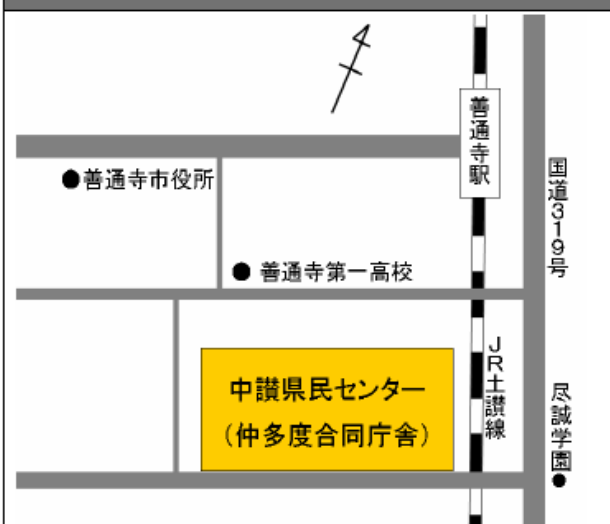 善通寺駅
●善通寺市役所
国道319号
● 善通寺第一高校
中讃県民センター
(仲多度合同庁舎)
JR土讃線
尽誠学園●